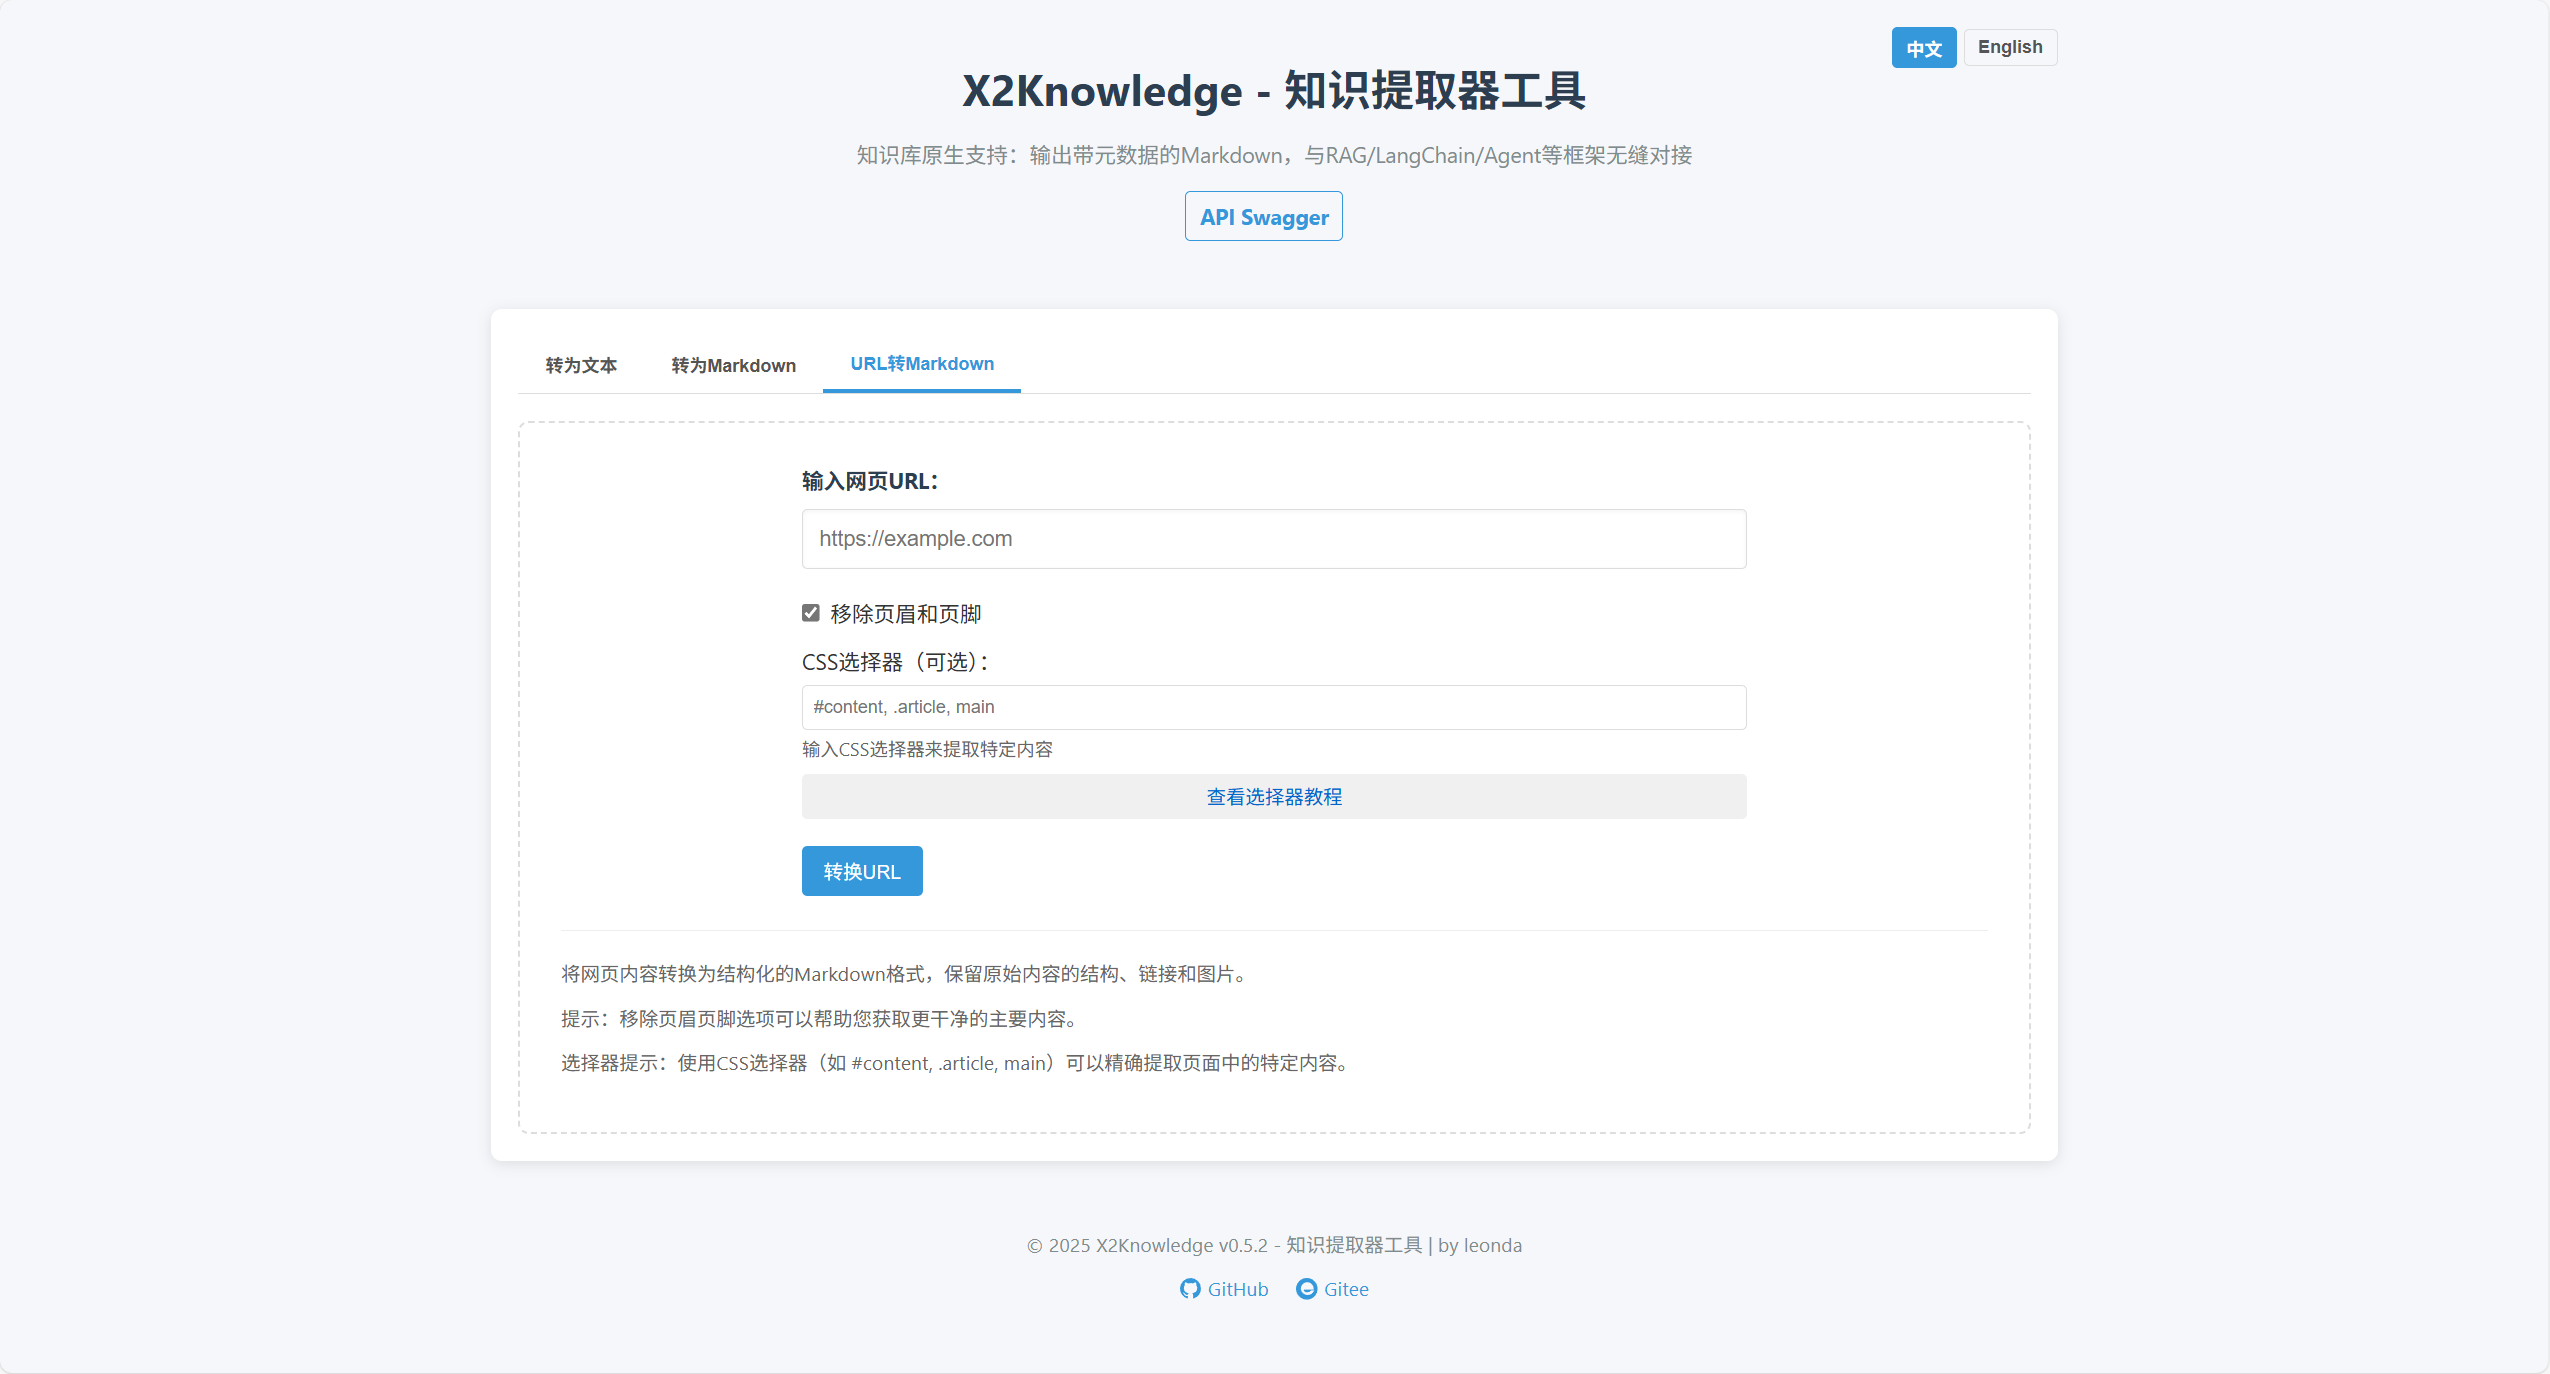 中文 English
X2Knowledge - 知识提取器工具
知识库原生支持：输出带元数据的Markdown，与RAG/LangChain/Agent等框架无缝对接
API Swagger
转为文本 转为Markdown URL转Markdown
输入网页URL：
https://example.com
移除页眉和页脚
CSS选择器（可选）：
#content, .article, main
输入CSS选择器来提取特定内容
查看选择器教程
转换URL
将网页内容转换为结构化的Markdown格式，保留原始内容的结构、链接和图片。
提示：移除页眉页脚选项可以帮助您获取更干净的主要内容。
选择器提示：使用CSS选择器（如 #content, .article, main）可以精确提取页面中的特定内容。
© 2025 X2Knowledge v0.5.2 - 知识提取器工具 | by leonda
GitHub Gitee